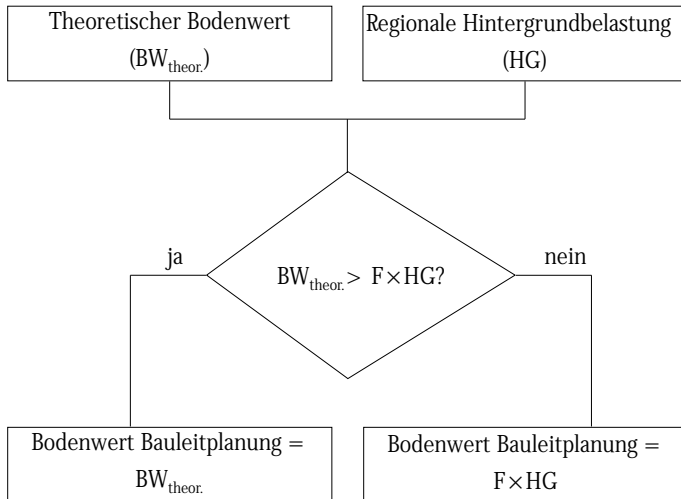 Theoretischer Bodenwert
(BWtheor.)
Regionale Hintergrundbelastung
(HG)
ja
BWtheor.> F×HG?
nein
Bodenwert Bauleitplanung =
BWtheor.
Bodenwert Bauleitplanung =
F×HG